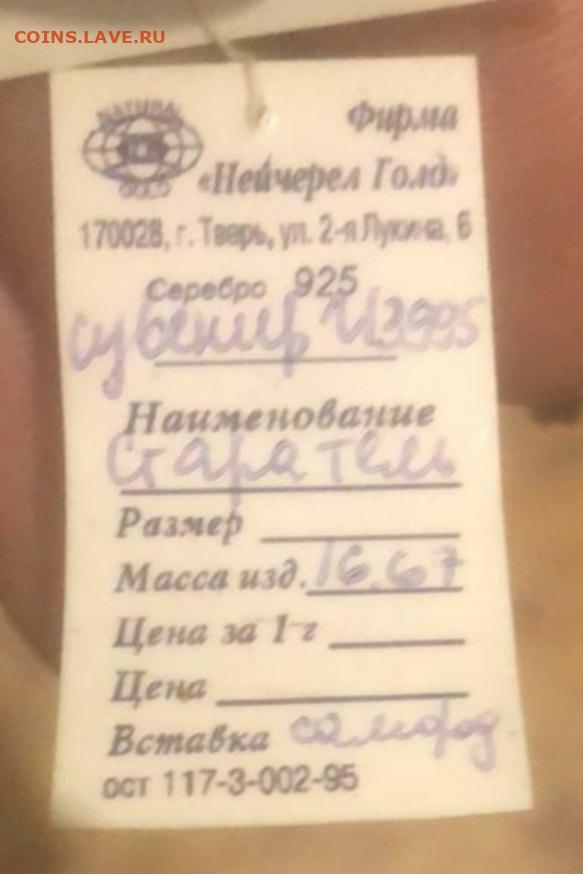 COINS.LAVE.RU
NATURAL
Фирма
«Нейчерел Голд»
170028, г. Тверь, ул. 2-я Лукина, 6
Серебро 925
сувенир
Наименование
Старатель
Размер
Масса изд. 16.67
Цена за 1 г
Цена
Вставка самород
ост 117-3-002-95